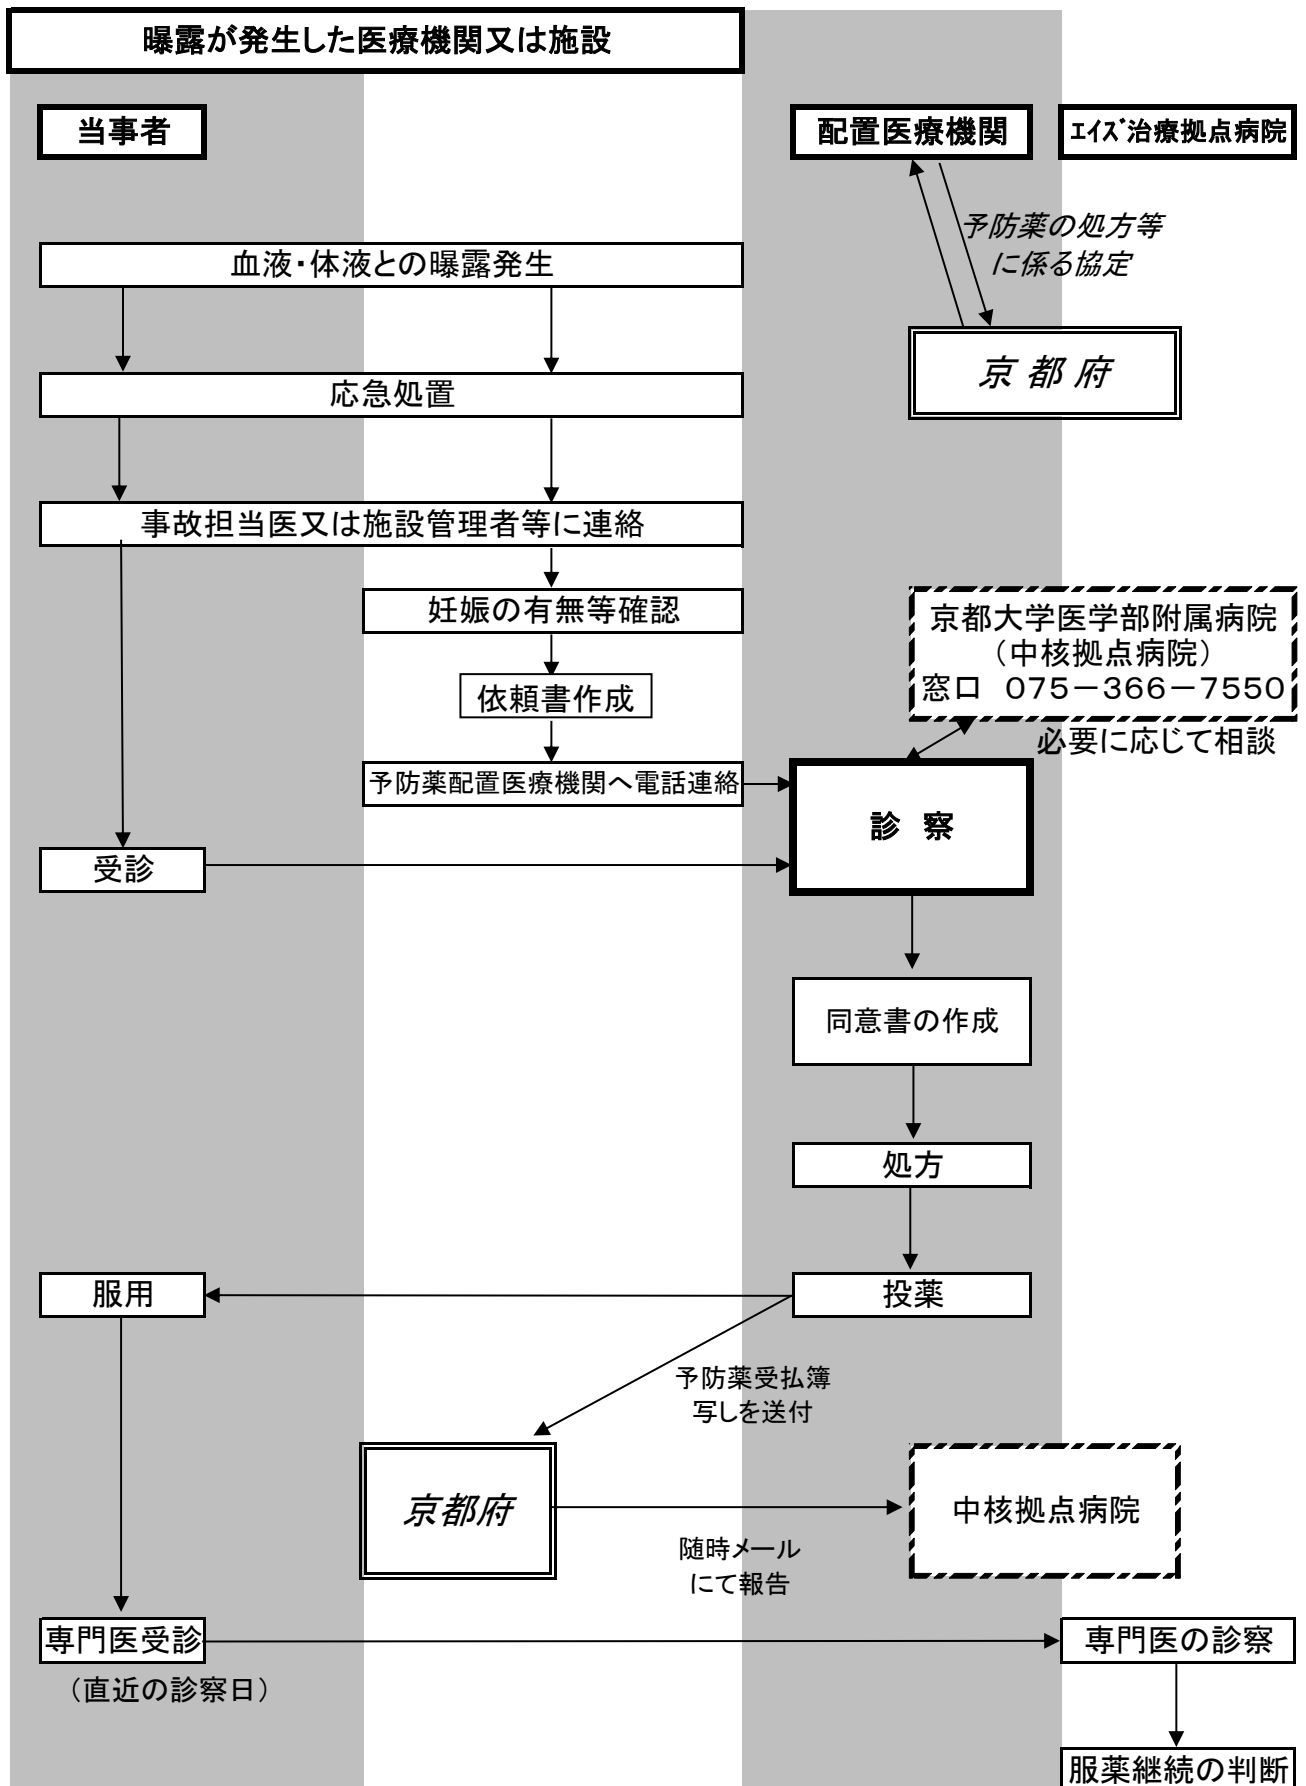 曝露が発生した医療機関又は施設
当事者
配置医療機関
エイズ治療拠点病院
予防薬の処方等
に係る協定
血液・体液との曝露発生
京都府
応急処置
事故担当医又は施設管理者等に連絡
妊娠の有無等確認
京都大学医学部附属病院
（中核拠点病院）
窓口　075－366－7550
依頼書作成
必要に応じて相談
予防薬配置医療機関へ電話連絡
診察
受診
同意書の作成
処方
服用
投薬
予防薬受払簿
写しを送付
京都府
中核拠点病院
随時メール
にて報告
専門医受診
専門医の診察
（直近の診察日）
服薬継続の判断